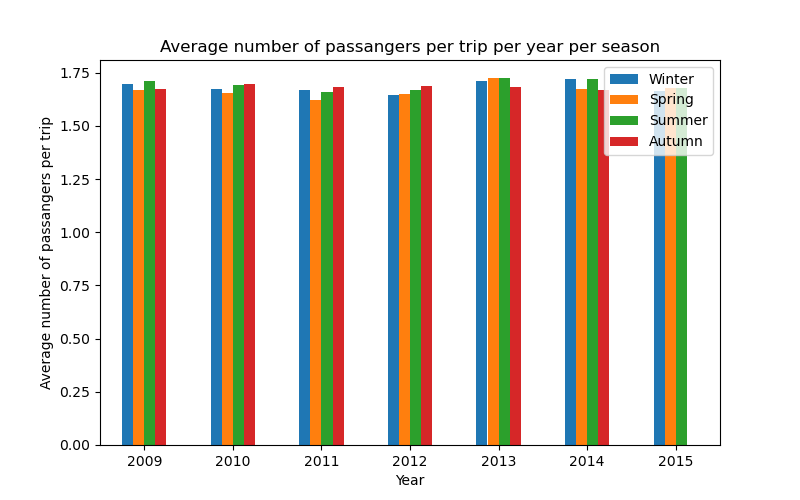 Average number of passangers per trip per year per season
Average number of passangers per trip
1.75
1.50
1.25
1.00
0.75
0.50
0.25
0.00
Winter
Spring
Summer
Autumn
2009 2010 2011 2012 2013 2014 2015
Year